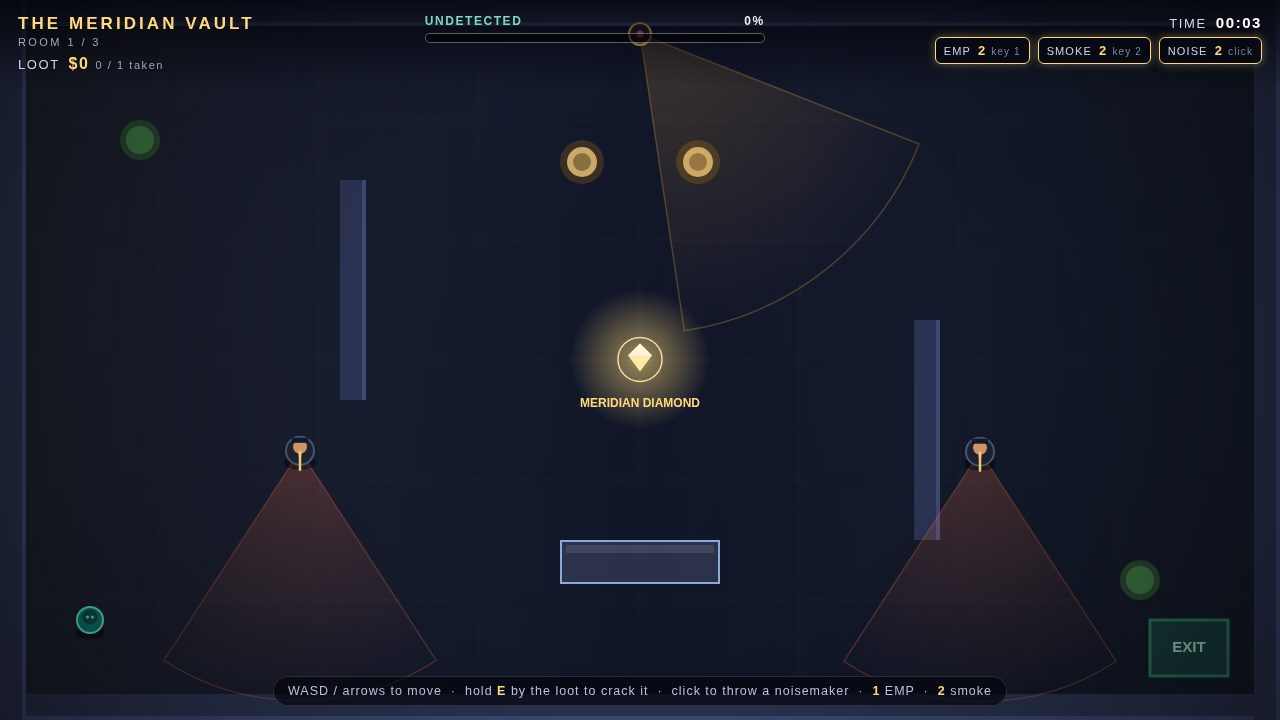 THE MERIDIAN VAULT
ROOM 1 / 3
LOOT $0 0 / 1 taken
UNDETECTED 0%
TIME 00:03
EMP 2 key 1 SMOKE 2 key 2 NOISE 2 click
MERIDIAN DIAMOND
EXIT
WASD / arrows to move · hold E by the loot to crack it · click to throw a noisemaker · 1 EMP · 2 smoke